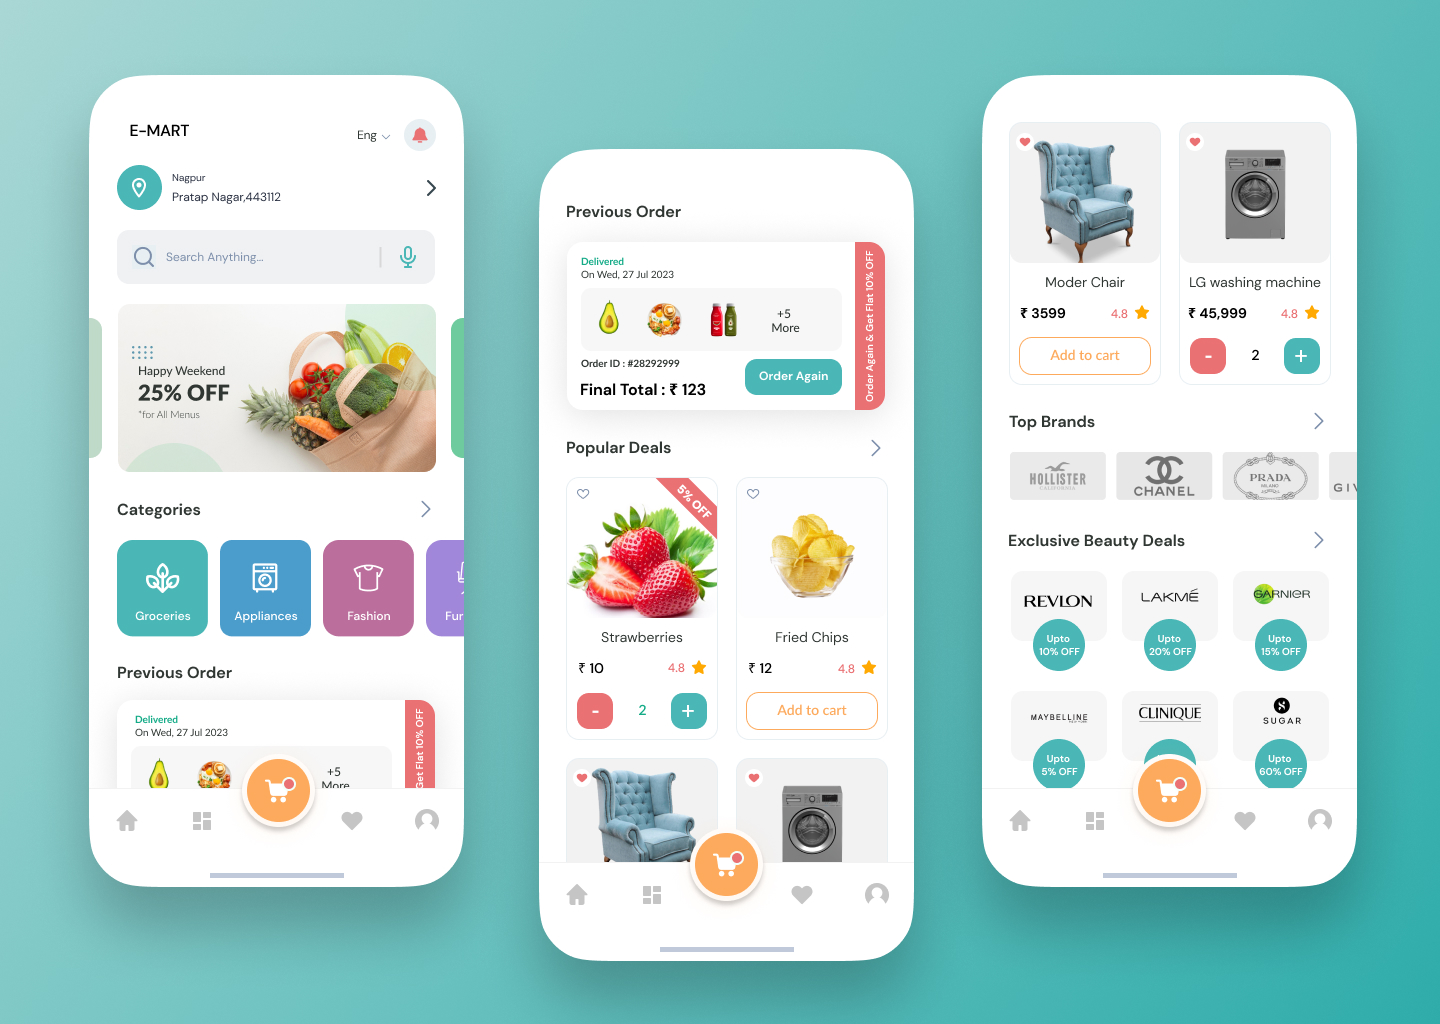 E-MART
Eng
Nagpur
Pratap Nagar,443112
Search Anything...
Happy Weekend
25% OFF
*for All Menus
Categories
Groceries
Appliances
Fashion
Fur
Previous Order
Delivered
On Wed, 27 Jul 2023
+5
More
Get Flat 10% OFF
Previous Order
Delivered
On Wed, 27 Jul 2023
+5
More
Order ID : #28292999
Final Total : ₹ 123
Order Again
Order Again & Get Flat 10% OFF
Popular Deals
5% OFF
Strawberries
₹ 10
4.8
-
2
+
Fried Chips
₹ 12
4.8
Add to cart
Moder Chair
₹ 3599
4.8
Add to cart
LG washing machine
₹ 45,999
4.8
-
2
+
Top Brands
HOLLISTER
CALIFORNIA
CHANEL
PRADA
MILANO
GIV
Exclusive Beauty Deals
REVLON
Upto
10% OFF
LAKMÉ
Upto
20% OFF
GARNIER
Upto
15% OFF
MAYBELLINE
NEW YORK
Upto
5% OFF
CLINIQUE
SUGAR
Upto
60% OFF